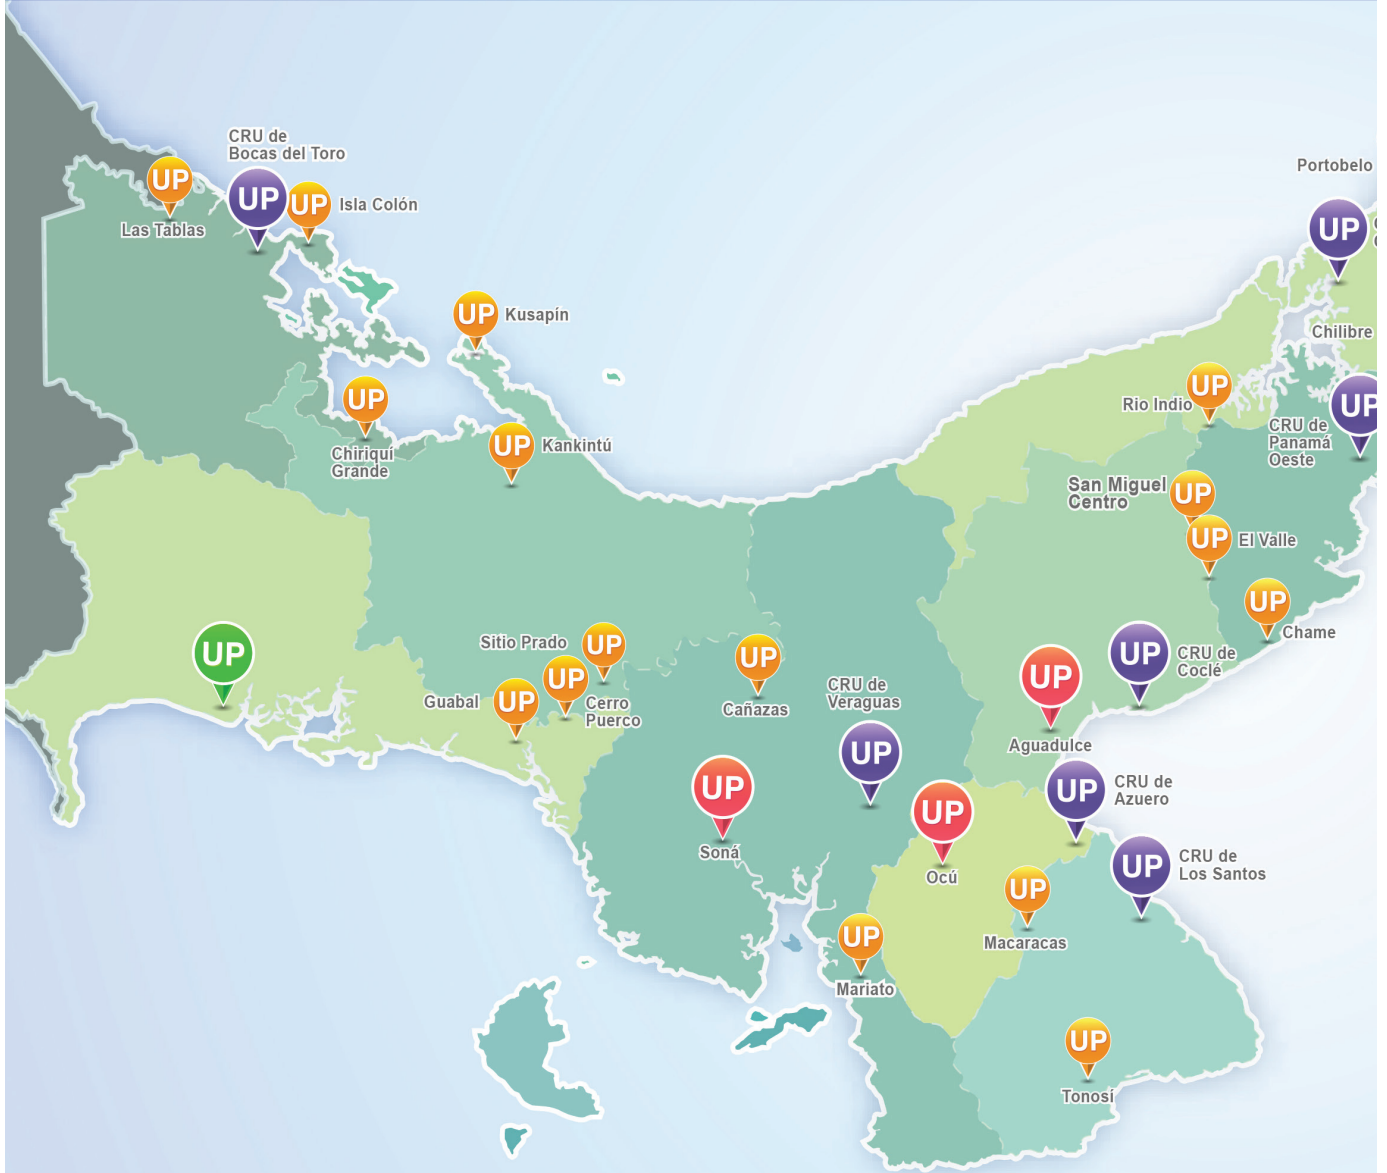 CRU de
Bocas del Toro
UP
Las Tablas
UP
UP
Isla Colón
Portobelo
UP
UP
Kusapín
Chilibre
UP
Chiriquí
Grande
UP
Kankintú
UP
Rio Indio
UP
CRU de
Panamá
Oeste
San Miguel
Centro
UP
UP
El Valle
UP
Chame
UP
UP
Sitio Prado
UP
Cerro
Puerco
UP
Guabal
UP
Cañazas
UP
CRU de
Veraguas
UP
UP
Aguadulce
UP
CRU de
Coclé
UP
Soná
UP
Ocú
UP
CRU de
Azuero
UP
CRU de
Los Santos
UP
Macaracas
UP
Mariato
UP
Tonosí